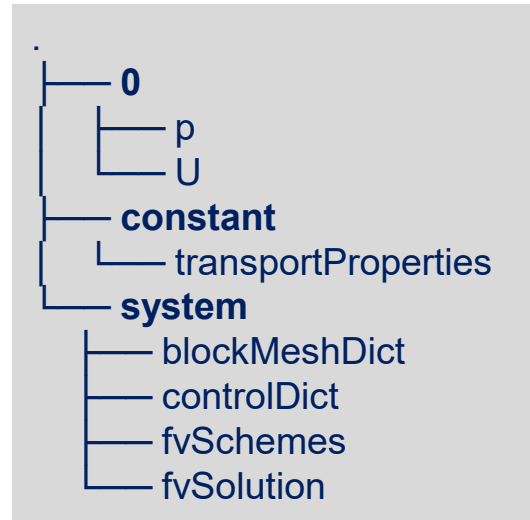 .
0
p
U
constant
transportProperties
system
blockMeshDict
controlDict
fvSchemes
fvSolution